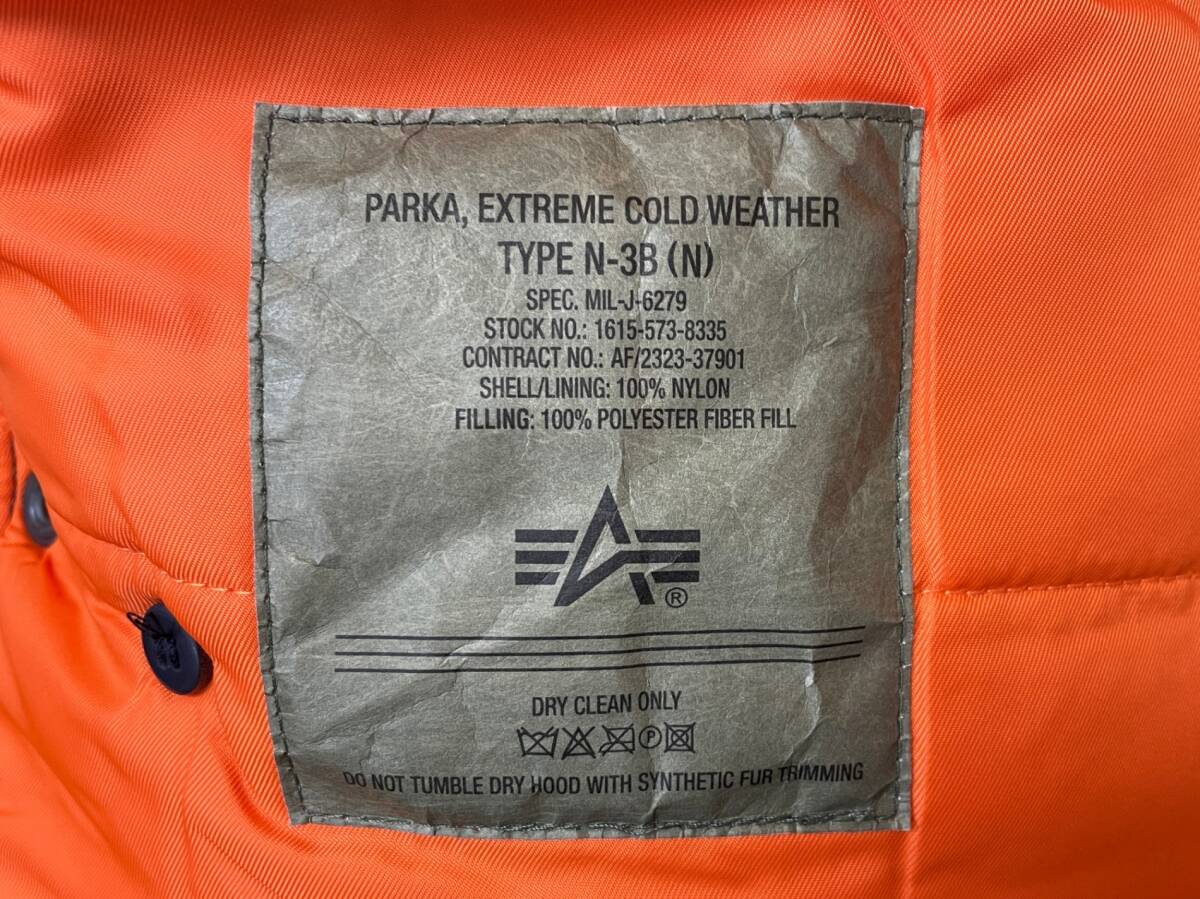 PARKA, EXTREME COLD WEATHER
TYPE N-3B (N)
SPEC. MIL-J-6279
STOCK NO.: 1615-573-8335
CONTRACT NO.: AF/2323-37901
SHELL/LINING: 100% NYLON
FILLING: 100% POLYESTER FIBER FILL
®
DRY CLEAN ONLY
P
DO NOT TUMBLE DRY HOOD WITH SYNTHETIC FUR TRIMMING